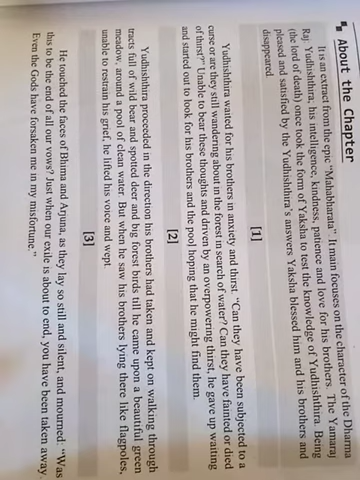 About the Chapter
It is an extract from the epic "Mahabharata". It main focuses on the character of the Dharma
Raj Yudhishthira, his intelligence, kindness, patience and love for his brothers. The Yamaraj
(the lord of death) once took the form of Yaksha to test the knowledge of Yudhishthira. Being
pleased and satisfied by the Yudhishthira's answers Yaksha blessed him and his brothers and
disappeared.
[1]
Yudhishthira waited for his brothers in anxiety and thirst. "Can they have been subjected to a
curse or are they still wandering about in the forest in search of water? Can they have fainted or died
of thirst?" Unable to bear these thoughts and driven by an overpowering thirst, he gave up waiting
and started out to look for his brothers and the pool hoping that he might find them.
[2]
Yudhishthira proceeded in the direction his brothers had taken and kept on walking through
tracts full of wild bear and spotted deer and big forest birds till he came upon a beautiful green
meadow, around a pool of clean water. But when he saw his brothers lying there like flagpoles,
unable to restrain his grief, he lifted his voice and wept.
[3]
He touched the faces of Bhima and Arjuna, as they lay so still and silent, and mourned: "Was
this to be the end of all our vows? Just when our exile is about to end, you have been taken away.
Even the Gods have forsaken me in my misfortune."